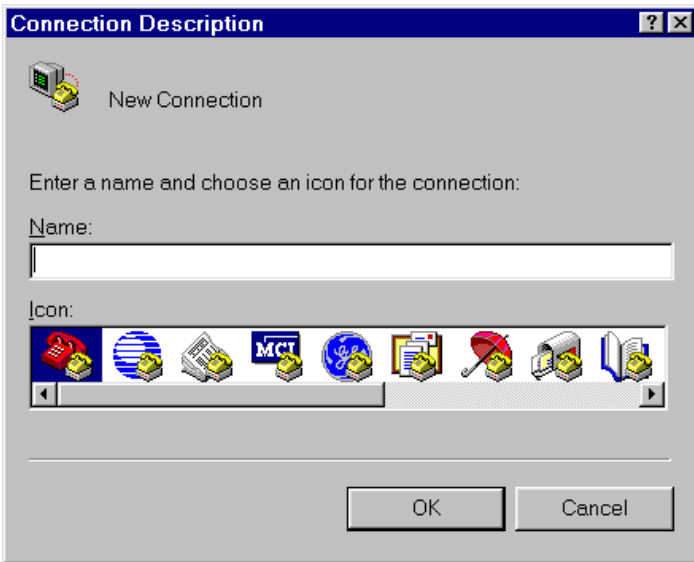 Connection Description
New Connection
Enter a name and choose an icon for the connection:
Name:
Icon:
MCI
OK Cancel